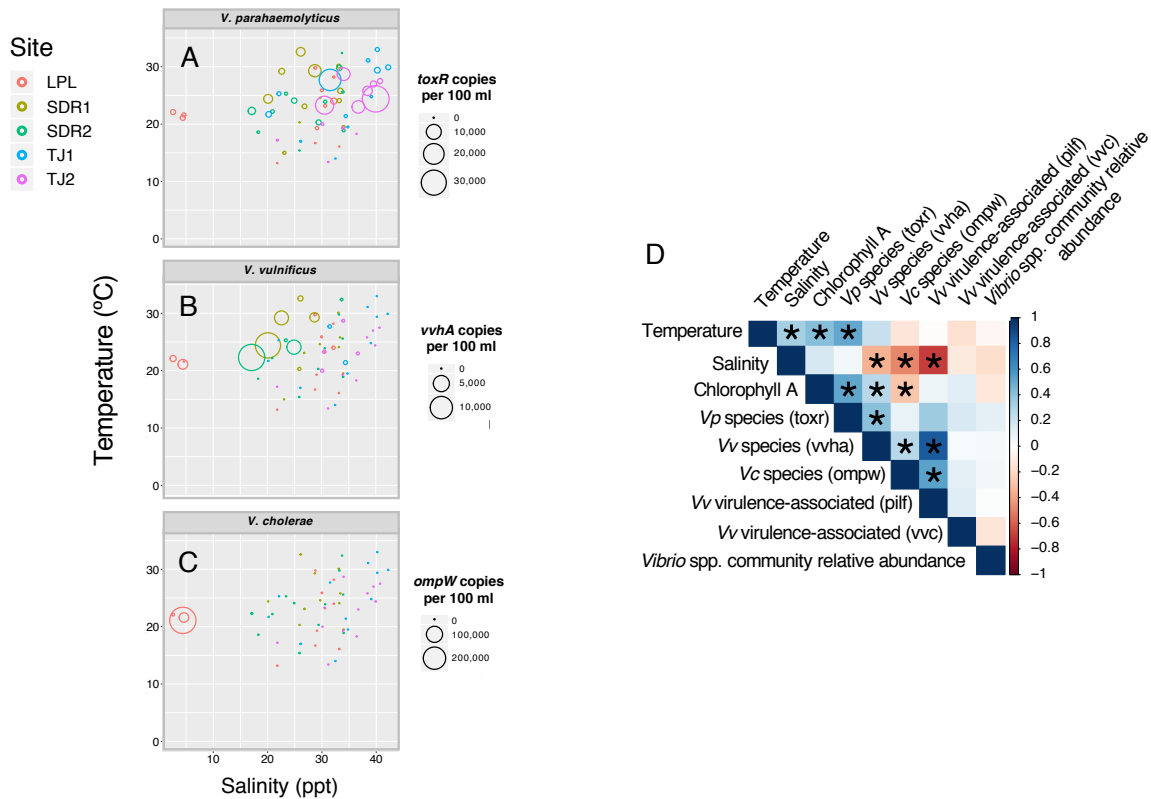 Site
LPL
SDR1
SDR2
TJ1
TJ2
V. parahaemolyticus
A
30
20
10
0
toxR copies
per 100 ml
0
10,000
20,000
30,000
V. vulnificus
B
30
20
10
0
vvhA copies
per 100 ml
0
5,000
10,000
V. cholerae
C
30
20
10
0
ompW copies
per 100 ml
0
100,000
200,000
Temperature (ºC)
10 20 30 40
Salinity (ppt)
D
Temperature
Salinity
Chlorophyll A
Vp species (toxr)
Vv species (vvha)
Vc species (ompw)
Vv virulence-associated (pilf)
Vv virulence-associated (vvc)
Vibrio spp. community relative
abundance
Temperature
Salinity
Chlorophyll A
Vp species (toxr)
Vv species (vvha)
Vc species (ompw)
Vv virulence-associated (pilf)
Vv virulence-associated (vvc)
Vibrio spp. community relative abundance
1
0.8
0.6
0.4
0.2
0
−0.2
−0.4
−0.6
−0.8
−1